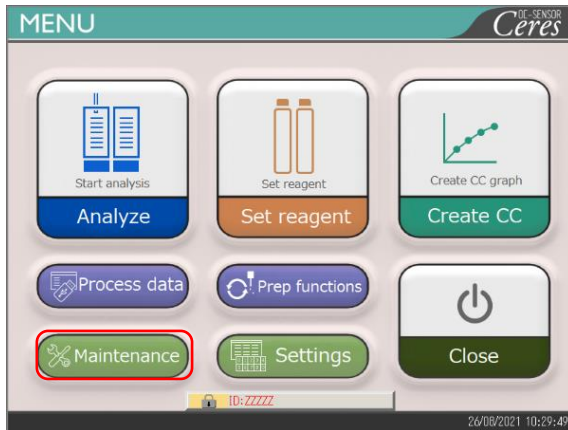 MENU
OC-SENSOR
Ceres
Start analysis
Analyze
Set reagent
Set reagent
Create CC graph
Create CC
Process data
Prep functions
Maintenance
Settings
Close
ID:ZZZZZ
26/08/2021 10:29:49